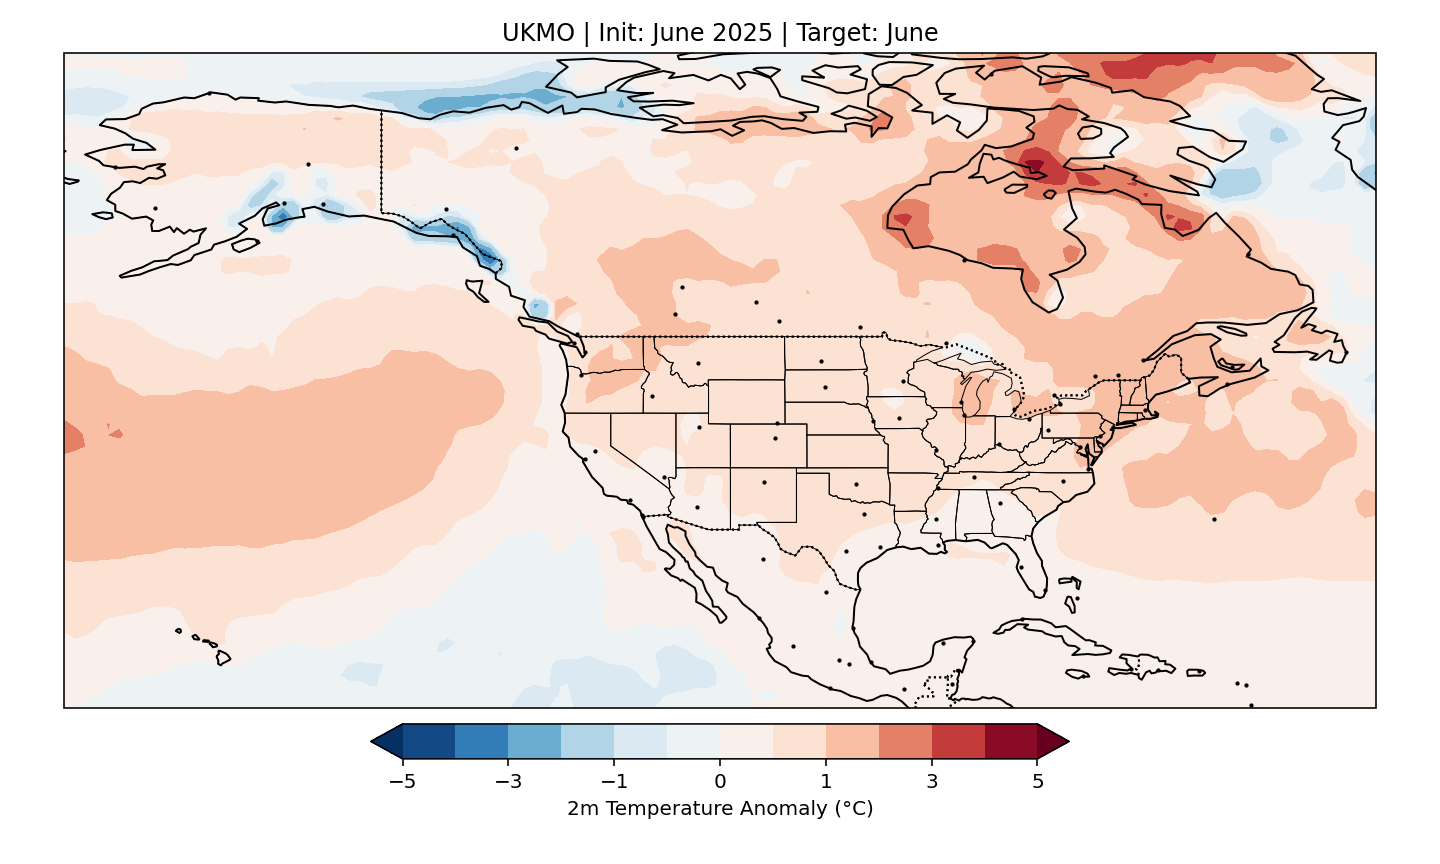 UKMO | Init: June 2025 | Target: June
−5 −3 −1 0 1 3 5
2m Temperature Anomaly (°C)